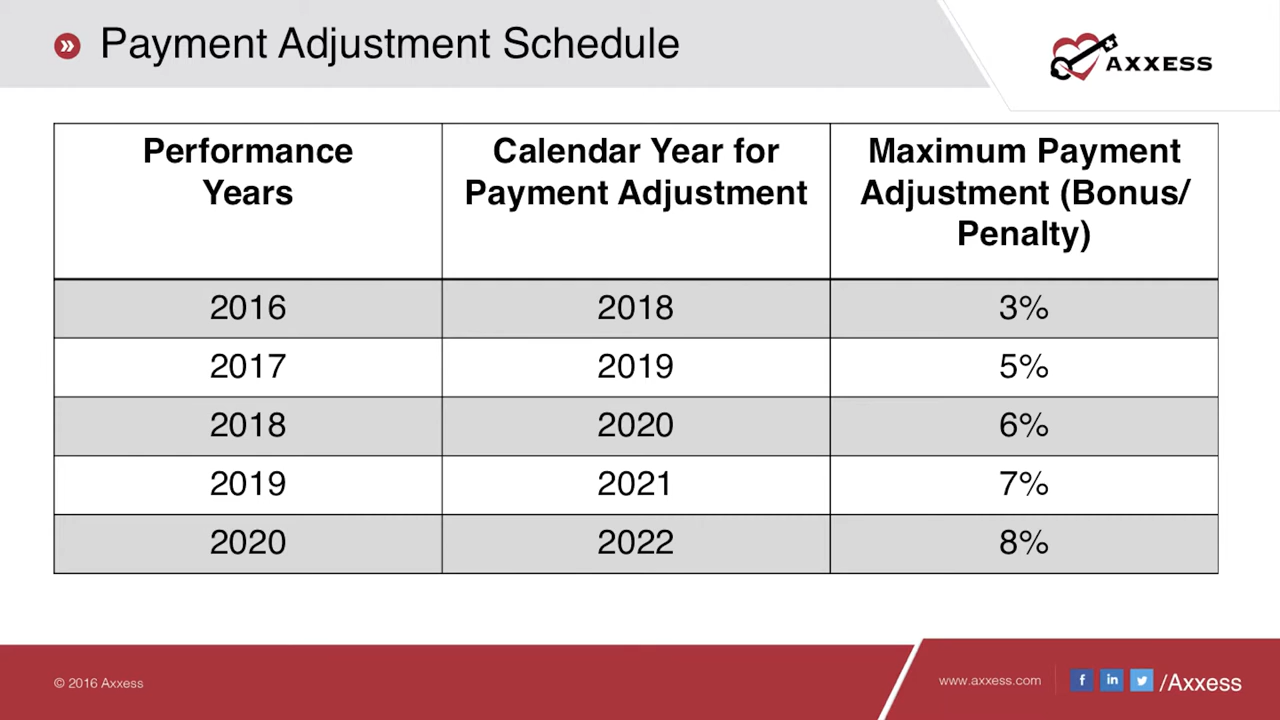 Payment Adjustment Schedule
AXXESS
Performance
Years
Calendar Year for
Payment Adjustment
Maximum Payment
Adjustment (Bonus/
Penalty)
2016 2018 3%
2017 2019 5%
2018 2020 6%
2019 2021 7%
2020 2022 8%
© 2016 Axxess
www.axxess.com
f in /Axxess